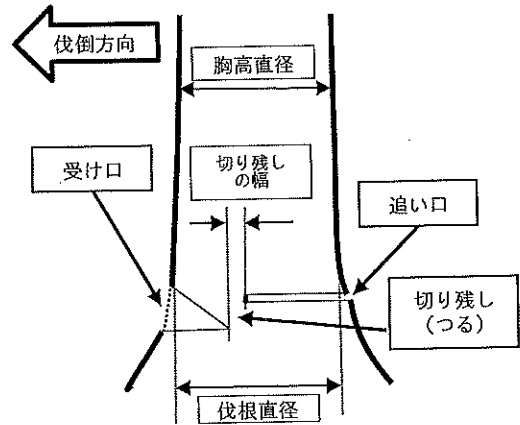 伐倒方向
胸高直径
切り残し
の幅
受け口
追い口
切り残し
(つる)
伐根直径